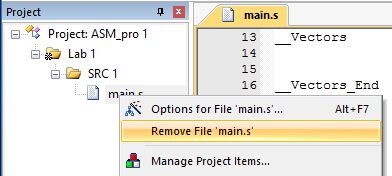 Project
Project: ASM_pro 1
Lab 1
SRC 1
main.s
main.s
13 __Vectors
14
15
16 __Vectors_End
Options for File 'main.s'... Alt+F7
Remove File 'main.s'
Manage Project Items...